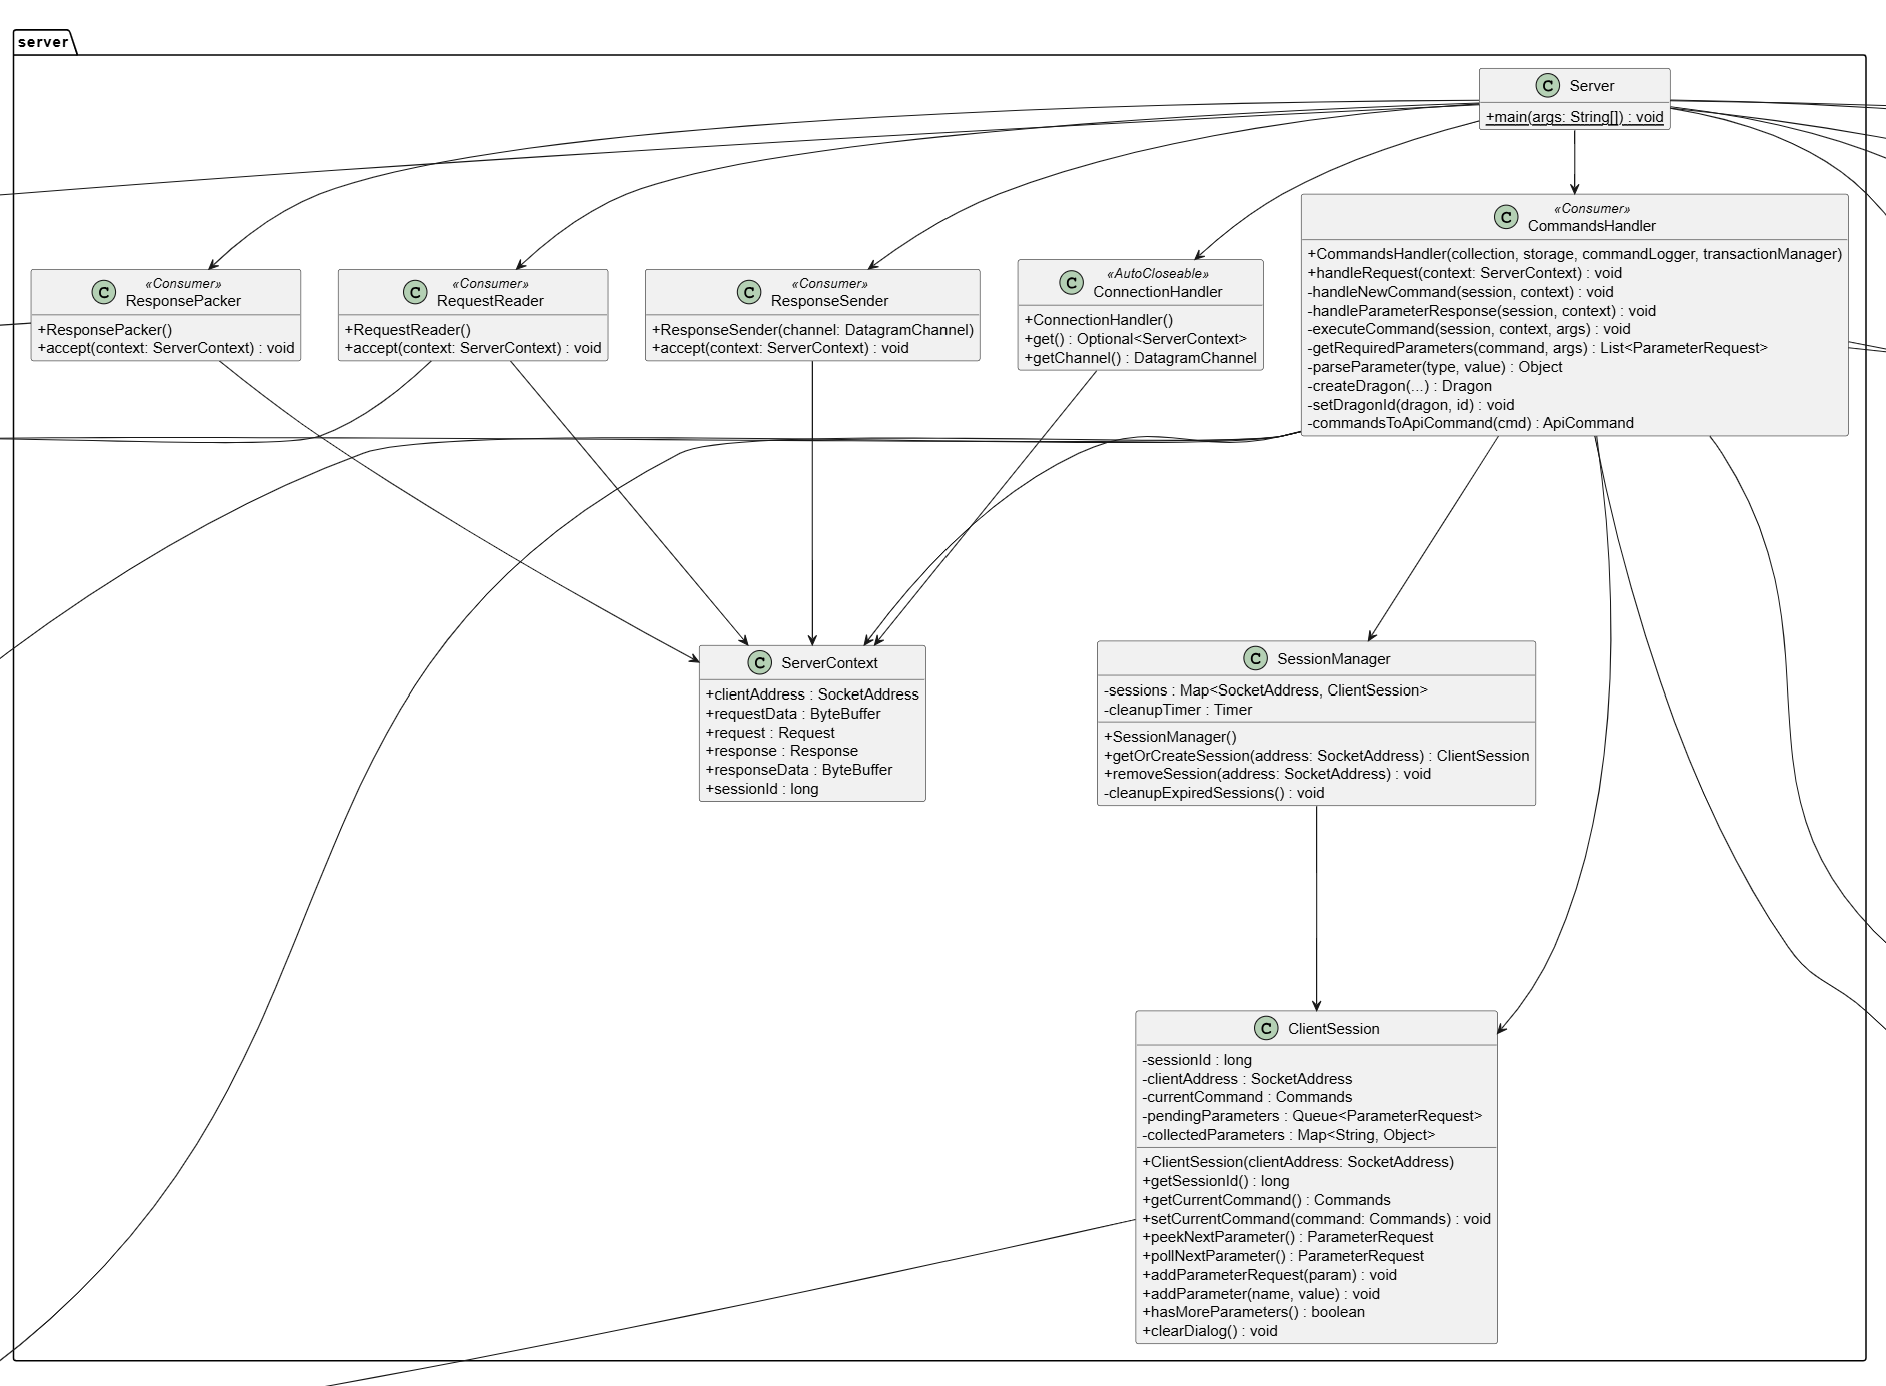 server
C Server
+main(args: String[]) : void
«Consumer»
C ResponsePacker
+ResponsePacker()
+accept(context: ServerContext) : void
«Consumer»
C RequestReader
+RequestReader()
+accept(context: ServerContext) : void
«Consumer»
C ResponseSender
+ResponseSender(channel: DatagramChannel)
+accept(context: ServerContext) : void
«AutoCloseable»
C ConnectionHandler
+ConnectionHandler()
+get() : Optional<ServerContext>
+getChannel() : DatagramChannel
«Consumer»
C CommandsHandler
+CommandsHandler(collection, storage, commandLogger, transactionManager)
+handleRequest(context: ServerContext) : void
-handleNewCommand(session, context) : void
-handleParameterResponse(session, context) : void
-executeCommand(session, context, args) : void
-getRequiredParameters(command, args) : List<ParameterRequest>
-parseParameter(type, value) : Object
-createDragon(...) : Dragon
-setDragonId(dragon, id) : void
-commandsToApiCommand(cmd) : ApiCommand
C ServerContext
+clientAddress : SocketAddress
+requestData : ByteBuffer
+request : Request
+response : Response
+responseData : ByteBuffer
+sessionId : long
C SessionManager
-sessions : Map<SocketAddress, ClientSession>
-cleanupTimer : Timer
+SessionManager()
+getOrCreateSession(address: SocketAddress) : ClientSession
+removeSession(address: SocketAddress) : void
-cleanupExpiredSessions() : void
C ClientSession
-sessionId : long
-clientAddress : SocketAddress
-currentCommand : Commands
-pendingParameters : Queue<ParameterRequest>
-collectedParameters : Map<String, Object>
+ClientSession(clientAddress: SocketAddress)
+getSessionId() : long
+getCurrentCommand() : Commands
+setCurrentCommand(command: Commands) : void
+peekNextParameter() : ParameterRequest
+pollNextParameter() : ParameterRequest
+addParameterRequest(param) : void
+addParameter(name, value) : void
+hasMoreParameters() : boolean
+clearDialog() : void